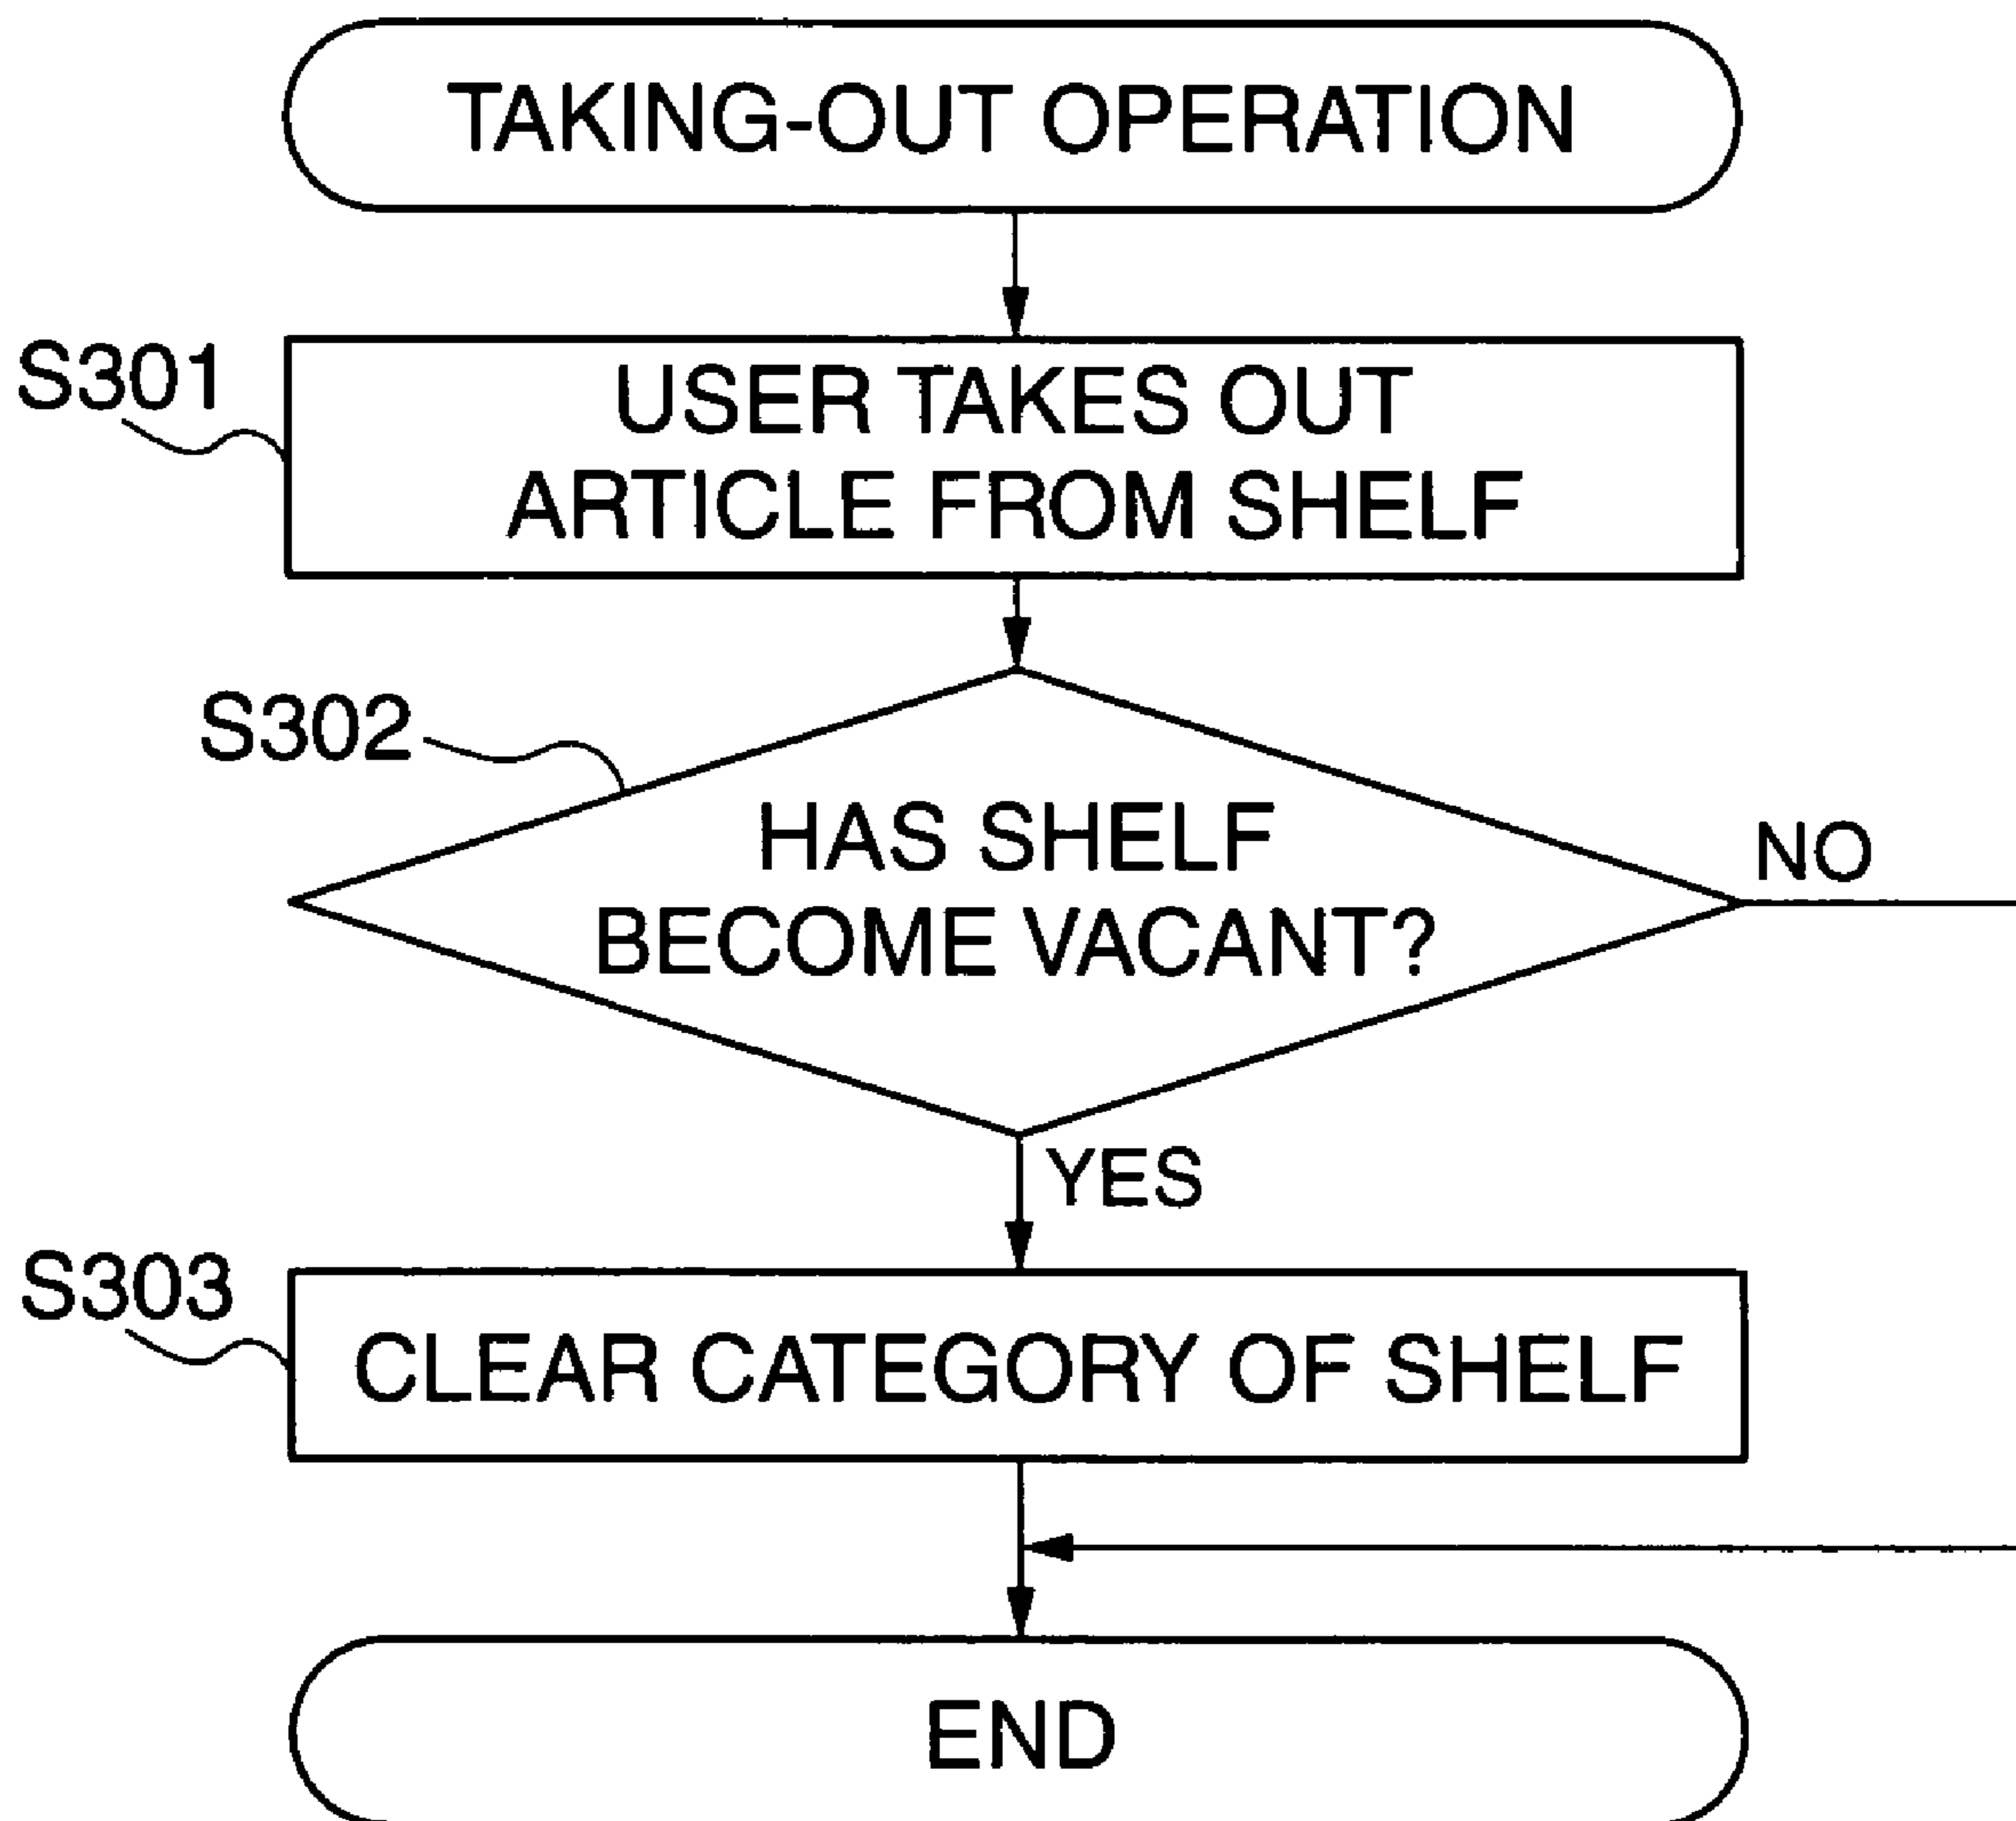 TAKING-OUT OPERATION
S301
USER TAKES OUT
ARTICLE FROM SHELF
S302
HAS SHELF
BECOME VACANT?
NO
YES
S303
CLEAR CATEGORY OF SHELF
END